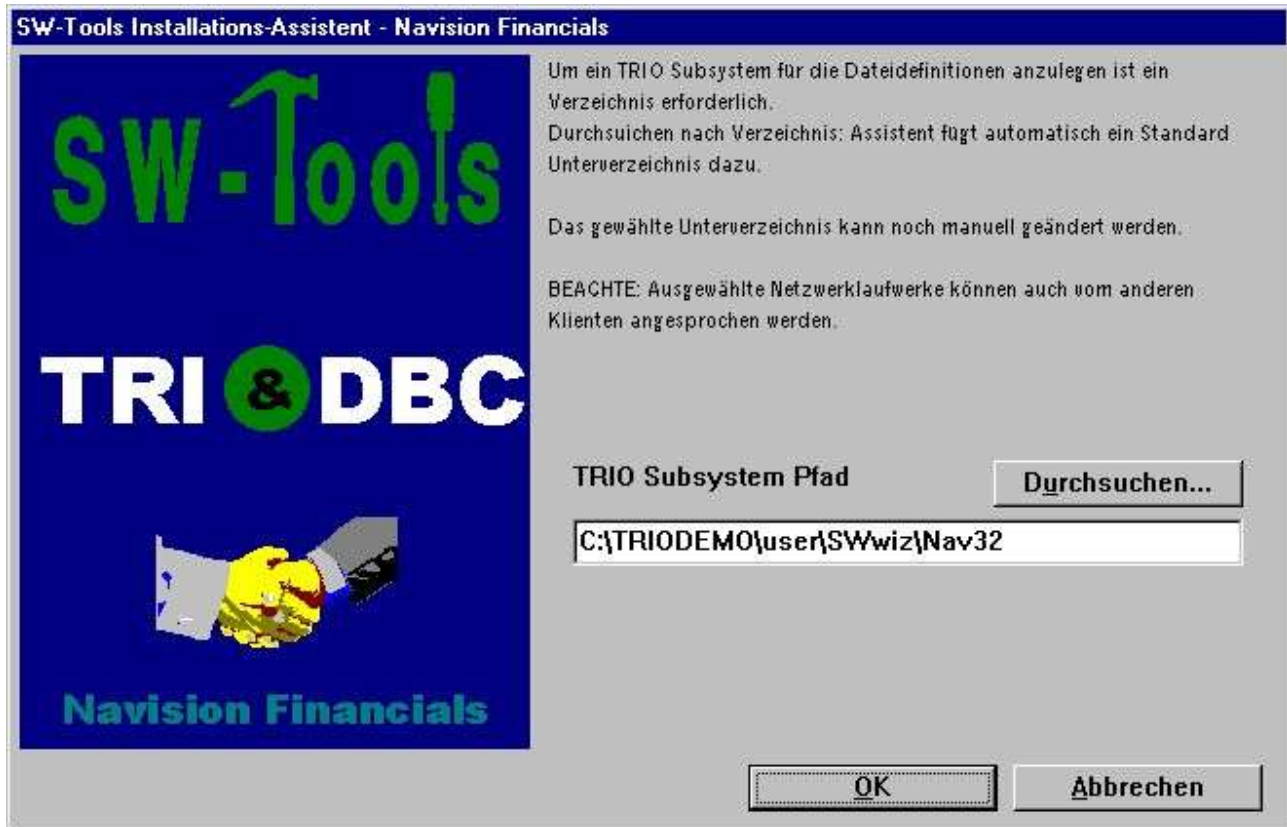 SW-Tools Installations-Assistent - Navision Financials
SW-Tools
TRI & DBC
Navision Financials
Um ein TRIO Subsystem für die Dateidefinitionen anzulegen ist ein
Verzeichnis erforderlich.
Durchsuichen nach Verzeichnis: Assistent fügt automatisch ein Standard
Unterverzeichnis dazu.
Das gewählte Unterverzeichnis kann noch manuell geändert werden.
BEACHTE: Ausgewählte Netzwerklaufwerke können auch vom anderen
Klienten angesprochen werden.
TRIO Subsystem Pfad
Durchsuchen...
C:\TRIODEMO\user\SWwiz\Nav32
OK
Abbrechen